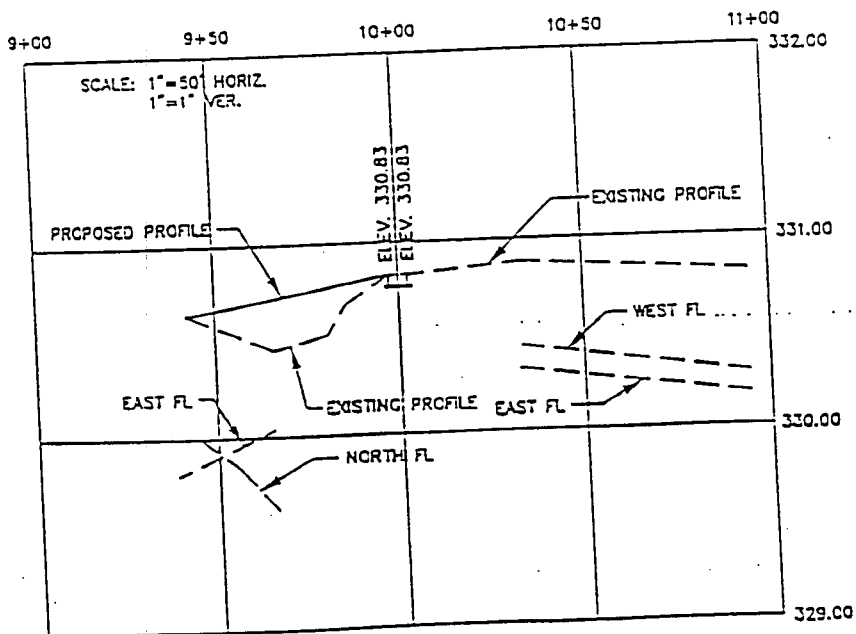 9+00 9+50 10+00 10+50 11+00
332.00
SCALE: 1"=50' HORIZ.
1"=1' VER.
ELEV. 330.83
ELEV. 330.83
EXISTING PROFILE
PROPOSED PROFILE
331.00
WEST FL
EAST FL
EXISTING PROFILE
EAST FL
330.00
NORTH FL
329.00